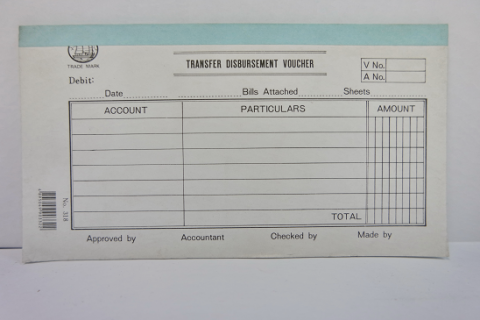 TRADE MARK
TRANSFER DISBURSEMENT VOUCHER
V No.
A No.
Debit:
Date Bills Attached Sheets
ACCOUNT PARTICULARS AMOUNT
TOTAL
No. 318
Approved by Accountant Checked by Made by